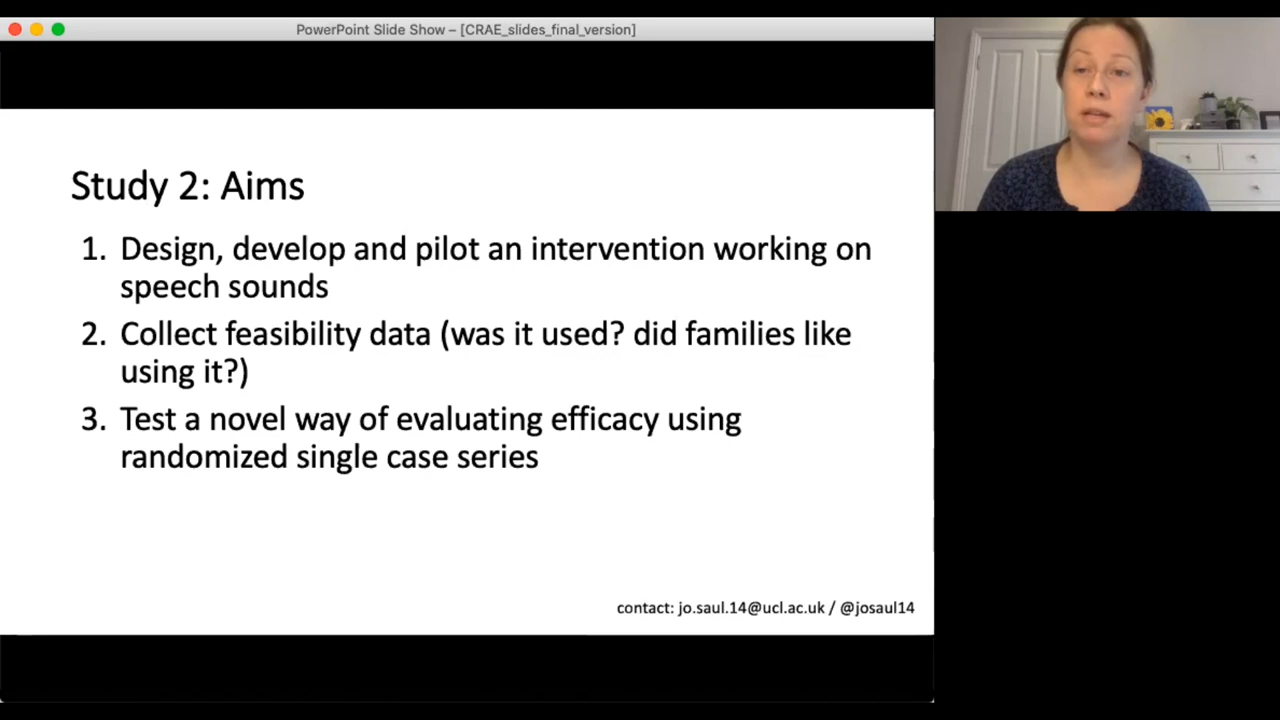 PowerPoint Slide Show – [CRAE_slides_final_version]
Study 2: Aims
1. Design, develop and pilot an intervention working on
speech sounds
2. Collect feasibility data (was it used? did families like
using it?)
3. Test a novel way of evaluating efficacy using
randomized single case series
contact: jo.saul.14@ucl.ac.uk / @josaul14